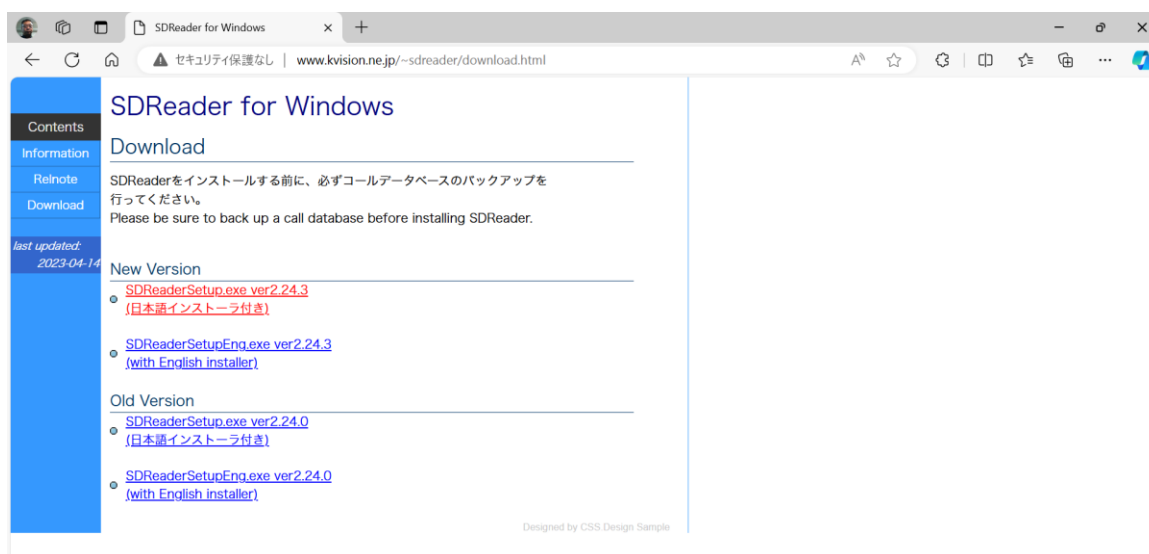 SDReader for Windows
セキュリティ保護なし | www.kvision.ne.jp/~sdreader/download.html
SDReader for Windows
Contents
Information
Relnote
Download
last updated:
2023-04-14
Download
SDReaderをインストールする前に、必ずコールデータベースのバックアップを
行ってください。
Please be sure to back up a call database before installing SDReader.
New Version
SDReaderSetup.exe ver2.24.3
(日本語インストーラ付き)
SDReaderSetupEng.exe ver2.24.3
(with English installer)
Old Version
SDReaderSetup.exe ver2.24.0
(日本語インストーラ付き)
SDReaderSetupEng.exe ver2.24.0
(with English installer)
Designed by CSS.Design Sample